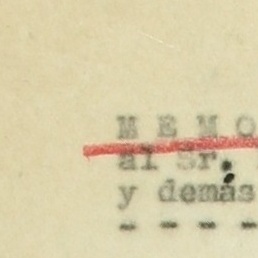 M E M O
al Sr.
y demás
- - - -